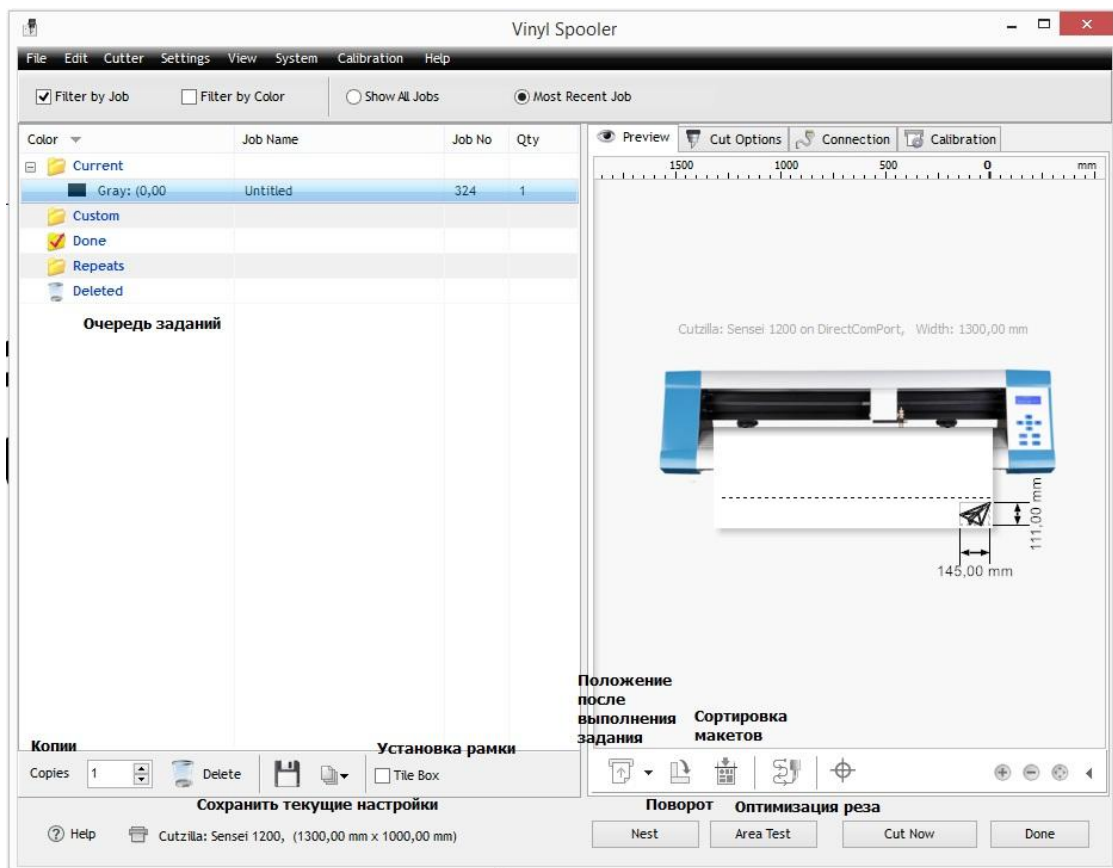 Vinyl Spooler
File Edit Cutter Settings View System Calibration Help
Filter by Job Filter by Color Show All Jobs Most Recent Job
Color Job Name Job No Qty
Current
Gray: (0,00 Untitled 324 1
Custom
Done
Repeats
Deleted
Очередь заданий
Preview Cut Options Connection Calibration
1500 1000 500 0 mm
Cutzilla: Sensei 1200 on DirectComPort, Width: 1300,00 mm
111,00 mm
145,00 mm
Положение
после
выполнения
задания
Сортировка
макетов
Копии
Установка рамки
Copies 1 Delete Tile Box
Сохранить текущие настройки
Поворот Оптимизация реза
Help Cutzilla: Sensei 1200, (1300,00 mm x 1000,00 mm)
Nest Area Test Cut Now Done